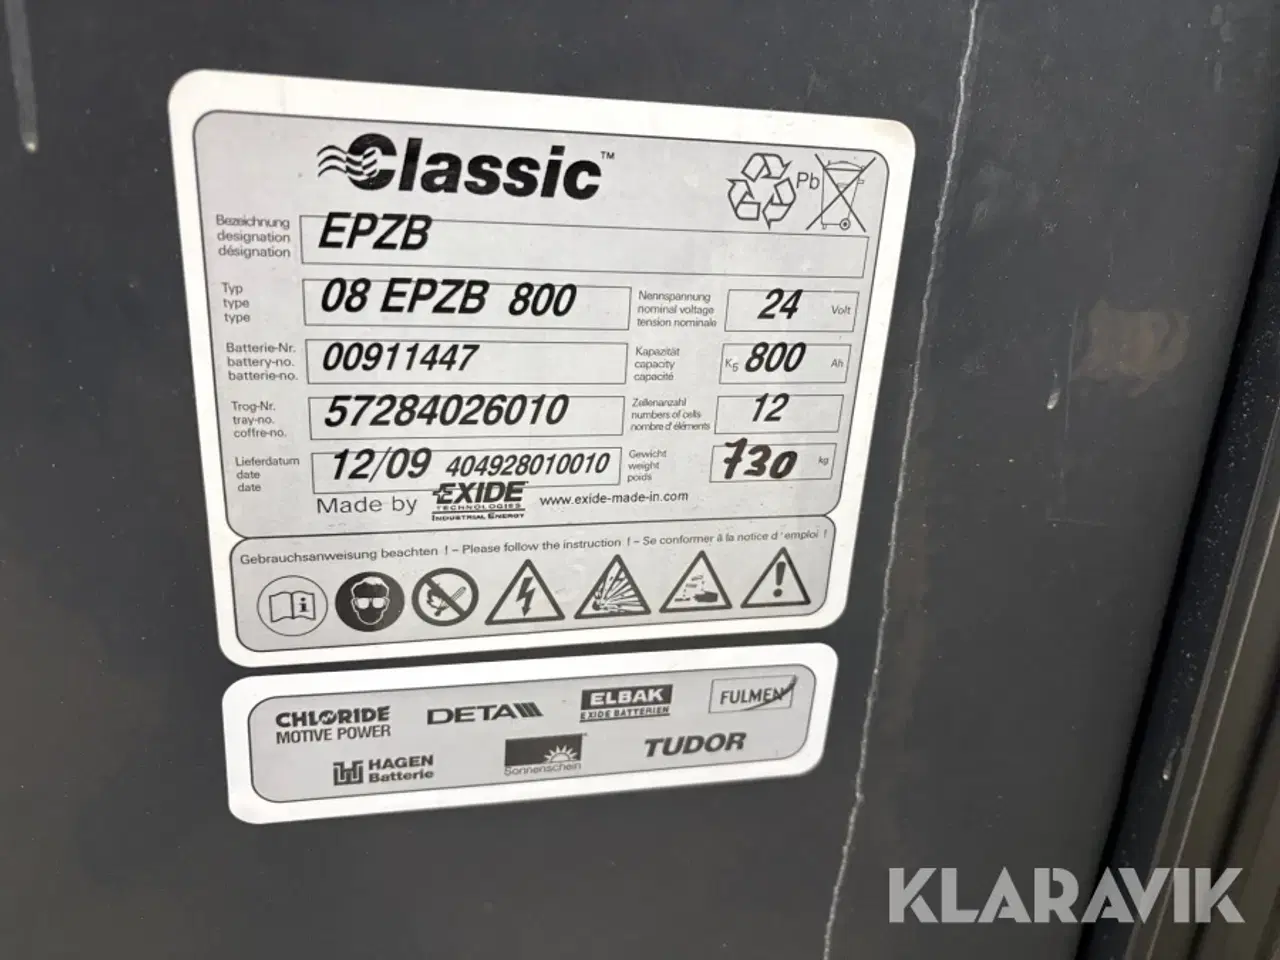 Classic™
Pb
Bezeichnung
designation
désignation
EPZB
Typ
type
type
08 EPZB 800
Nennspannung
nominal voltage
tension nominale
24 Volt
Batterie-Nr.
battery-no.
batterie-no.
00911447
Kapazität
capacity
capacité
K5 800 Ah
Trog-Nr.
tray-no.
coffre-no.
57284026010
Zellenanzahl
numbers of cells
nombre d'éléments
12
Lieferdatum
date
date
12/09 404928010010
Gewicht
weight
poids
730 kg
Made by EXIDE TECHNOLOGIES INDUSTRIAL ENERGY www.exide-made-in.com
Gebrauchsanweisung beachten ! – Please follow the instruction ! – Se conformer à la notice d'emploi !
CHLORIDE
MOTIVE POWER
DETA
ELBAK
EXIDE BATTERIEN
FULMEN
HAGEN
Batterie
Sonnenschein
TUDOR
KLARAVIK